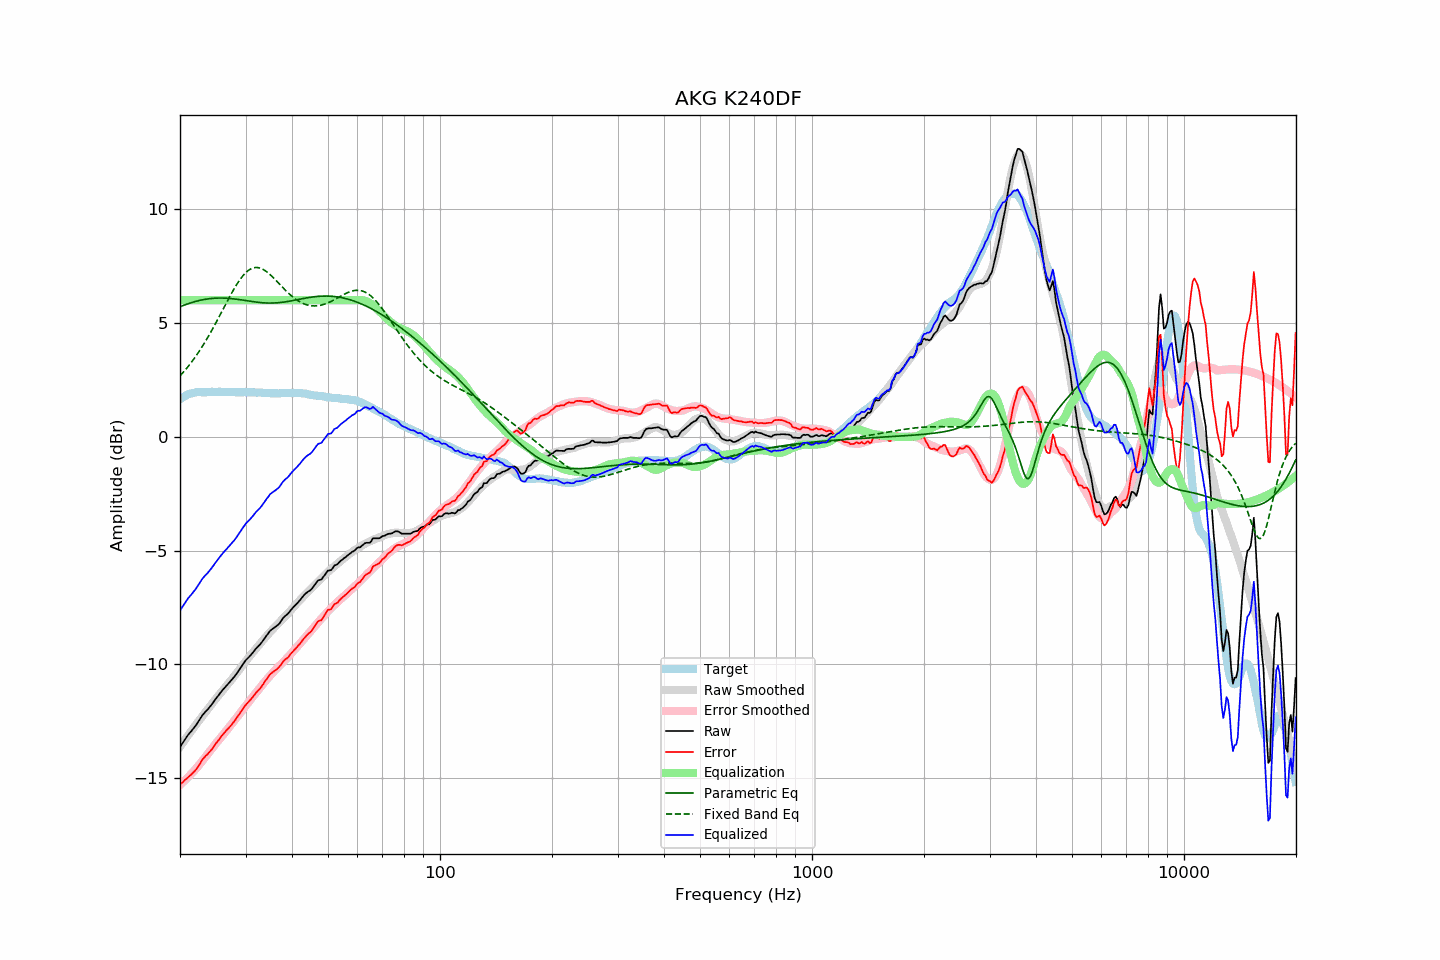 AKG K240DF
Amplitude (dBr)
10
5
0
−5
−10
−15
Target
Raw Smoothed
Error Smoothed
Raw
Error
Equalization
Parametric Eq
Fixed Band Eq
Equalized
100
1000
10000
Frequency (Hz)